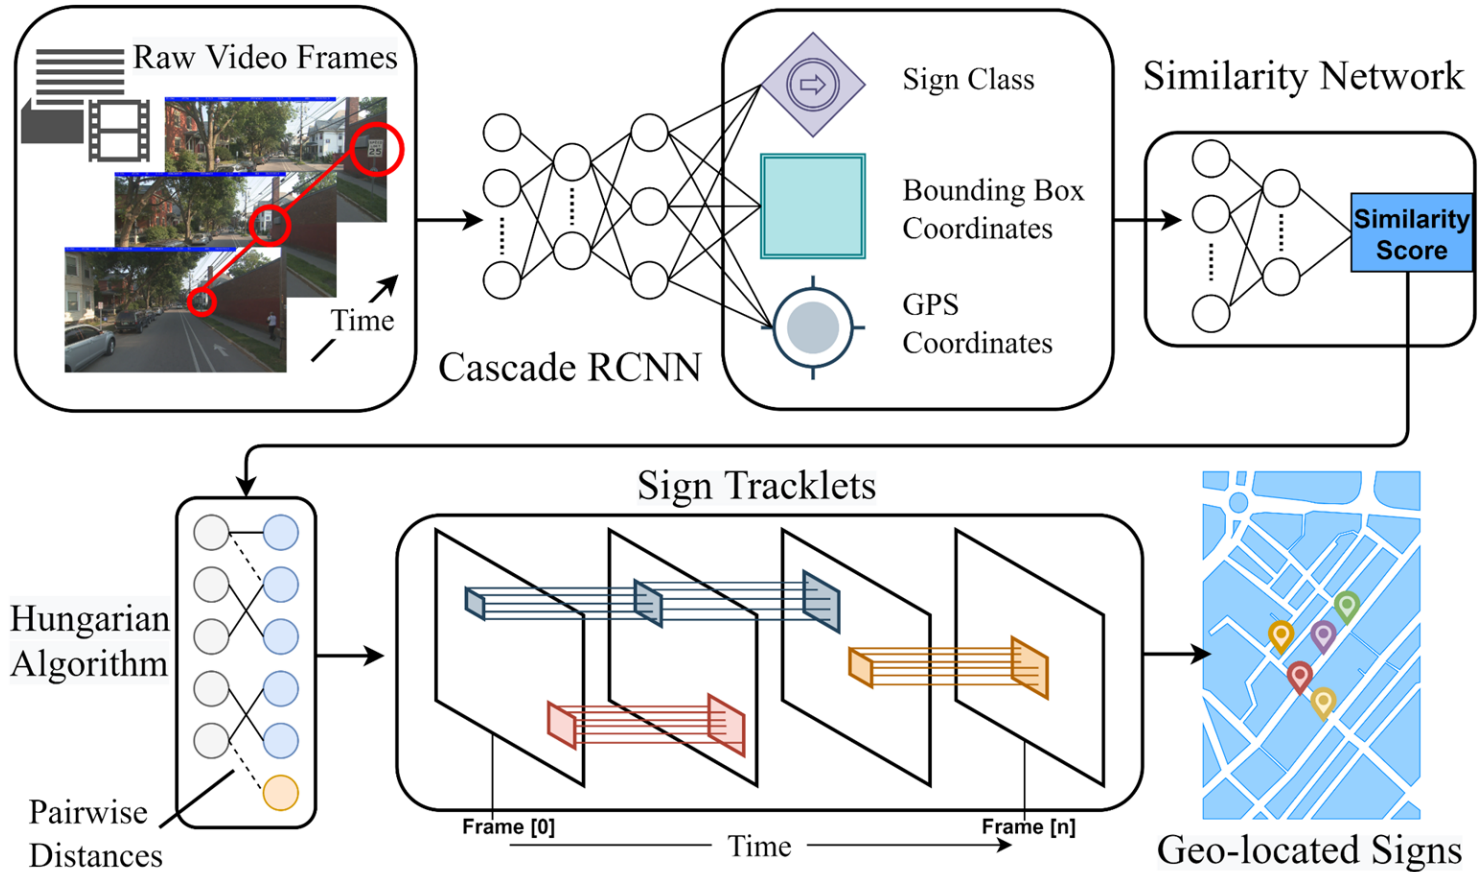 Raw Video Frames
Time
Cascade RCNN
Sign Class
Bounding Box
Coordinates
GPS
Coordinates
Similarity Network
Similarity
Score
Hungarian
Algorithm
Pairwise
Distances
Sign Tracklets
Frame [0]
Frame [n]
Time
Geo-located Signs